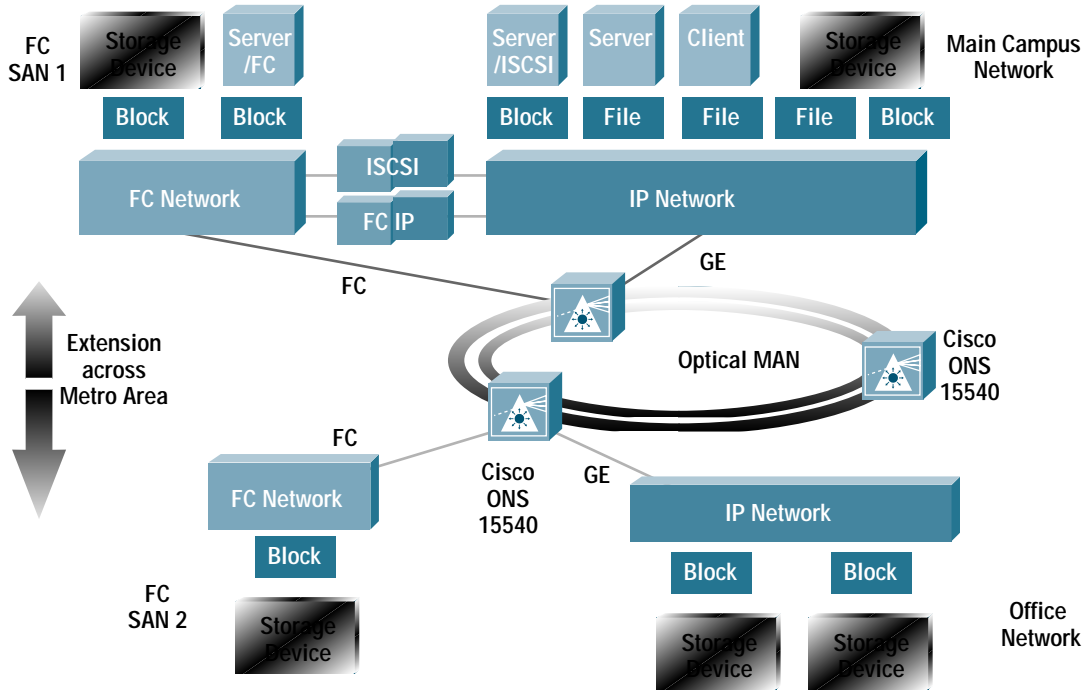 FC
SAN 1
Storage
Device
Server
/FC
Server
/ISCSI
Server
Client
Storage
Device
Main Campus
Network
Block
Block
Block
File
File
File
Block
FC Network
ISCSI
FC IP
IP Network
FC
GE
Extension
across
Metro Area
Optical MAN
Cisco
ONS
15540
FC
Cisco
ONS
15540
GE
FC Network
IP Network
Block
Block
Block
FC
SAN 2
Storage
Device
Storage
Device
Storage
Device
Office
Network